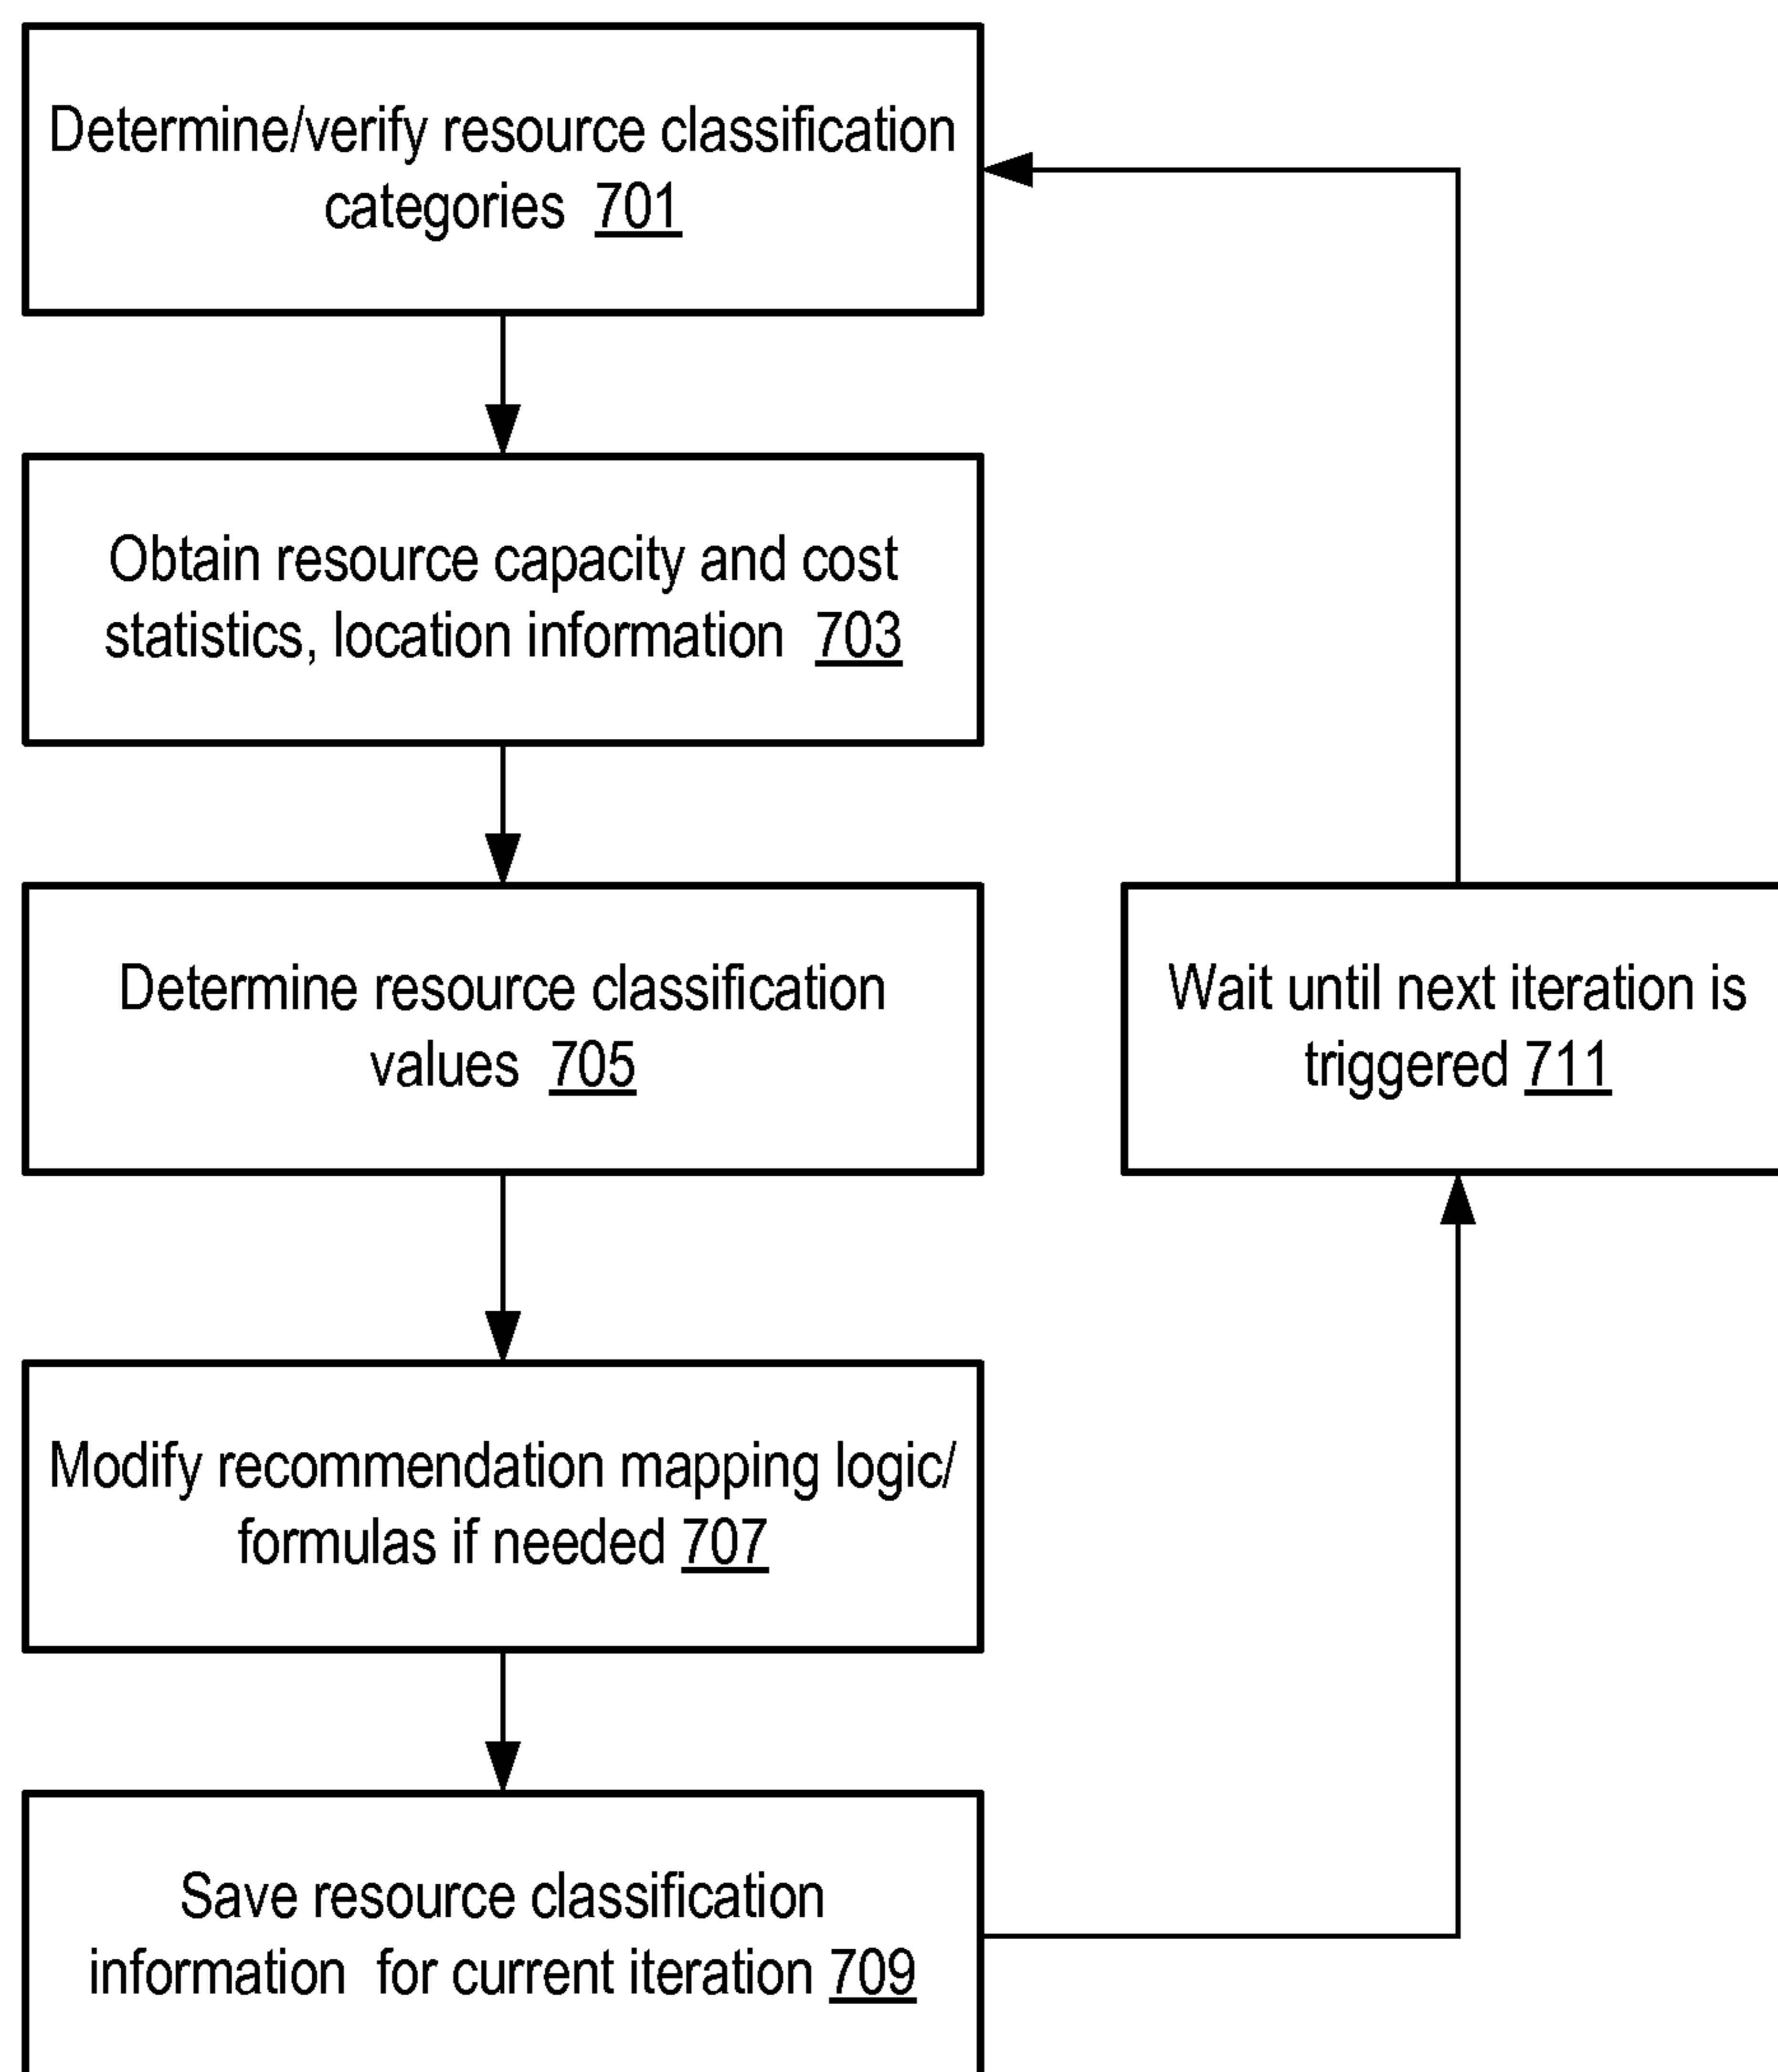 Determine/verify resource classification
categories 701
Obtain resource capacity and cost
statistics, location information 703
Determine resource classification
values 705
Wait until next iteration is
triggered 711
Modify recommendation mapping logic/
formulas if needed 707
Save resource classification
information for current iteration 709